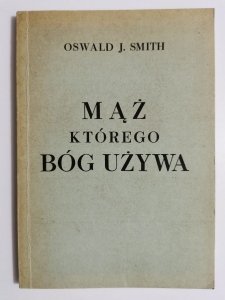 OSWALD J. SMITH
MĄŻ
KTÓREGO
BÓG UŻYWA